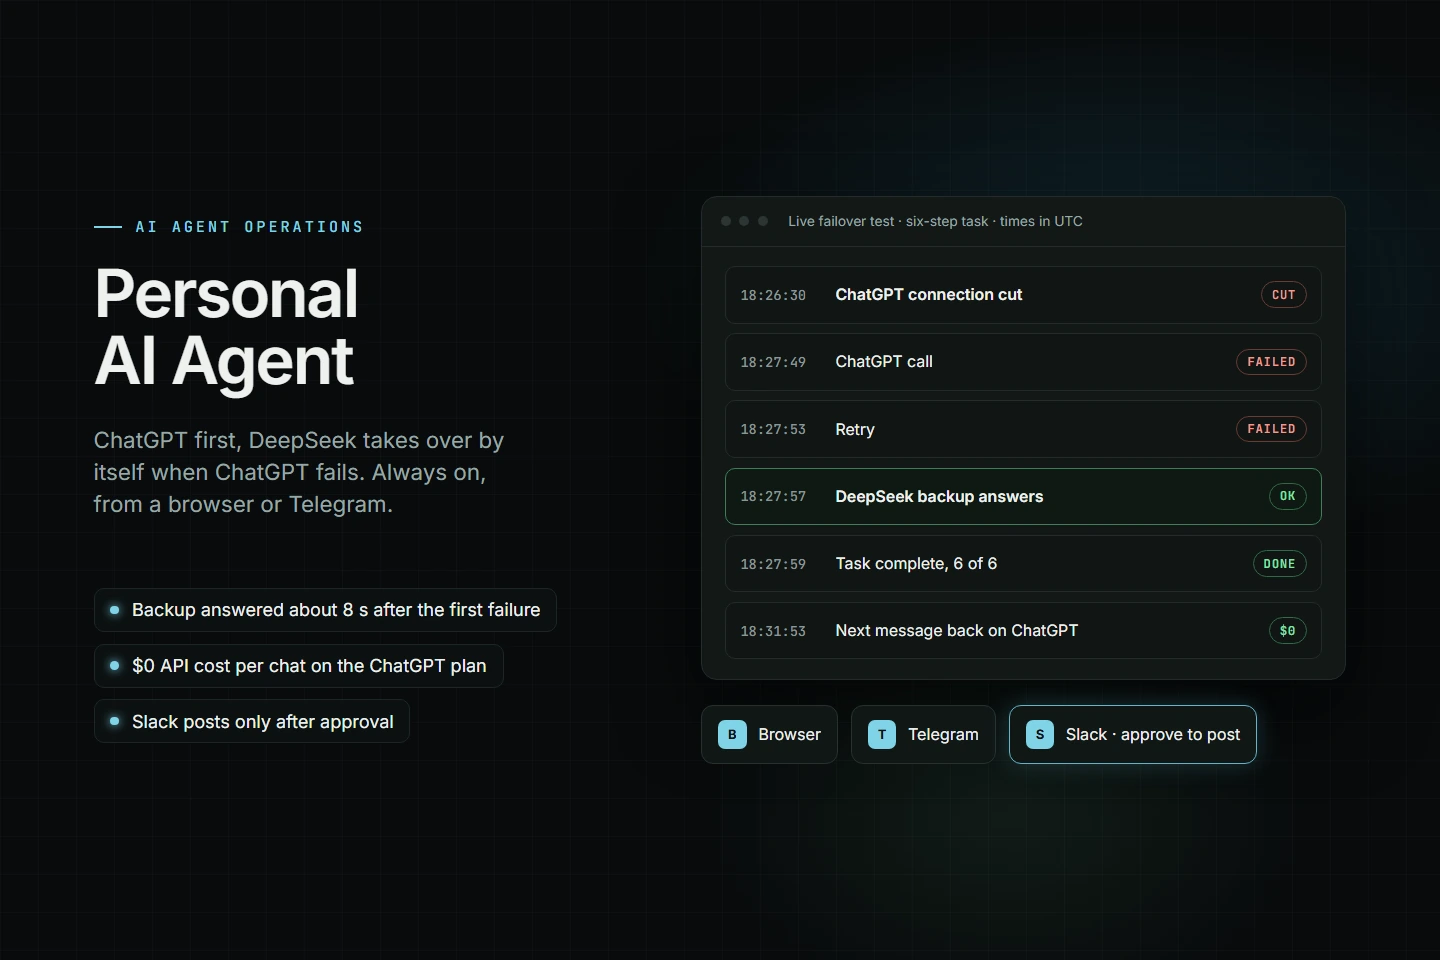 AI AGENT OPERATIONS
Personal
AI Agent
ChatGPT first, DeepSeek takes over by
itself when ChatGPT fails. Always on,
from a browser or Telegram.
Backup answered about 8 s after the first failure
$0 API cost per chat on the ChatGPT plan
Slack posts only after approval
Live failover test · six-step task · times in UTC
18:26:30 ChatGPT connection cut CUT
18:27:49 ChatGPT call FAILED
18:27:53 Retry FAILED
18:27:57 DeepSeek backup answers OK
18:27:59 Task complete, 6 of 6 DONE
18:31:53 Next message back on ChatGPT $0
B Browser T Telegram S Slack · approve to post